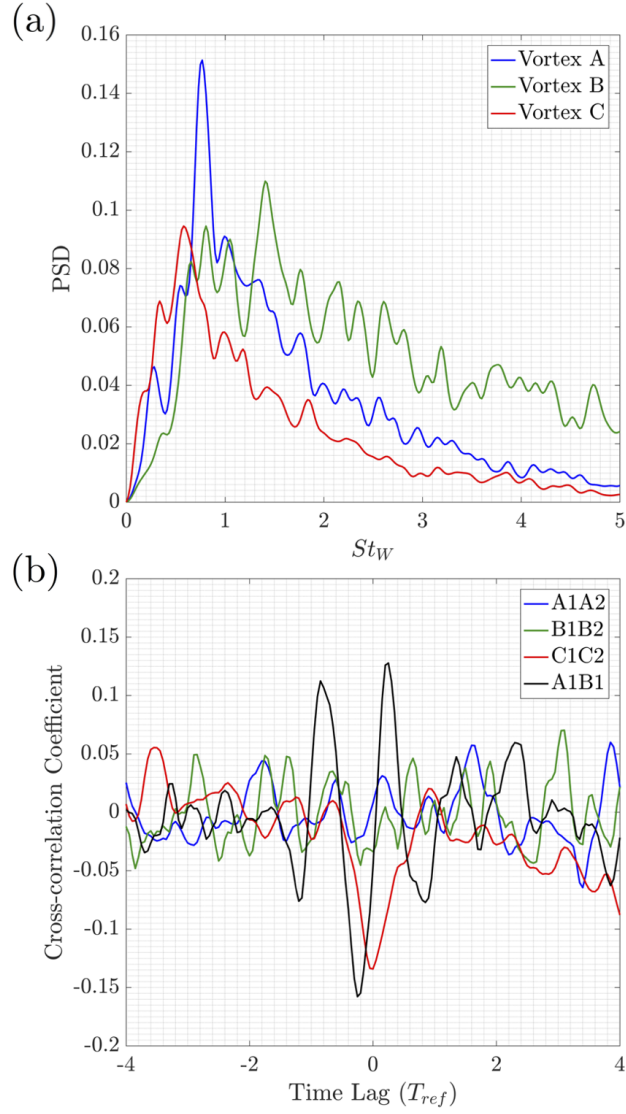 (a)
0.16
0.14
0.12
0.1
0.08
0.06
0.04
0.02
0
PSD
Vortex A
Vortex B
Vortex C
0 1 2 3 4 5
St_W
(b)
0.2
0.15
0.1
0.05
0
-0.05
-0.1
-0.15
-0.2
Cross-correlation Coefficient
A1A2
B1B2
C1C2
A1B1
-4 -2 0 2 4
Time Lag (T_ref)